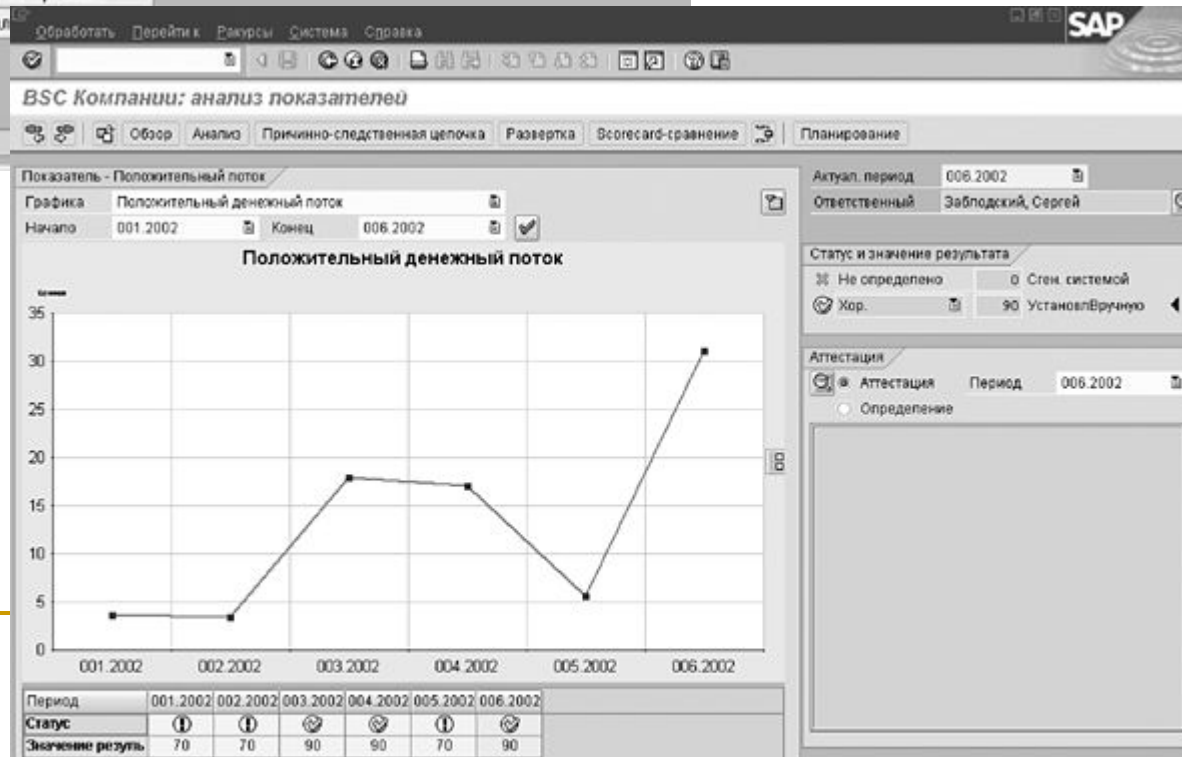 Обработать Перейти к Ракурсы Система Справка
SAP
BSC Компании: анализ показателей
Обзор Анализ Причинно-следственная цепочка Развертка Scorecard-сравнение Планирование
Показатель - Положительный поток
Графика Положительный денежный поток
Начало 001.2002 Конец 006.2002
Положительный денежный поток
35
30
25
20
15
10
5
0
001.2002 002.2002 003.2002 004.2002 005.2002 006.2002
Период 001.2002 002.2002 003.2002 004.2002 005.2002 006.2002
Статус
Значение резуль 70 70 90 90 70 90
Актуал. период 006.2002
Ответственный Заблодский, Сергей
Статус и значение результата
Не определено 0 Сген. системой
Хор. 90 УстановлВручную
Аттестация
Аттестация Период 006.2002
Определение